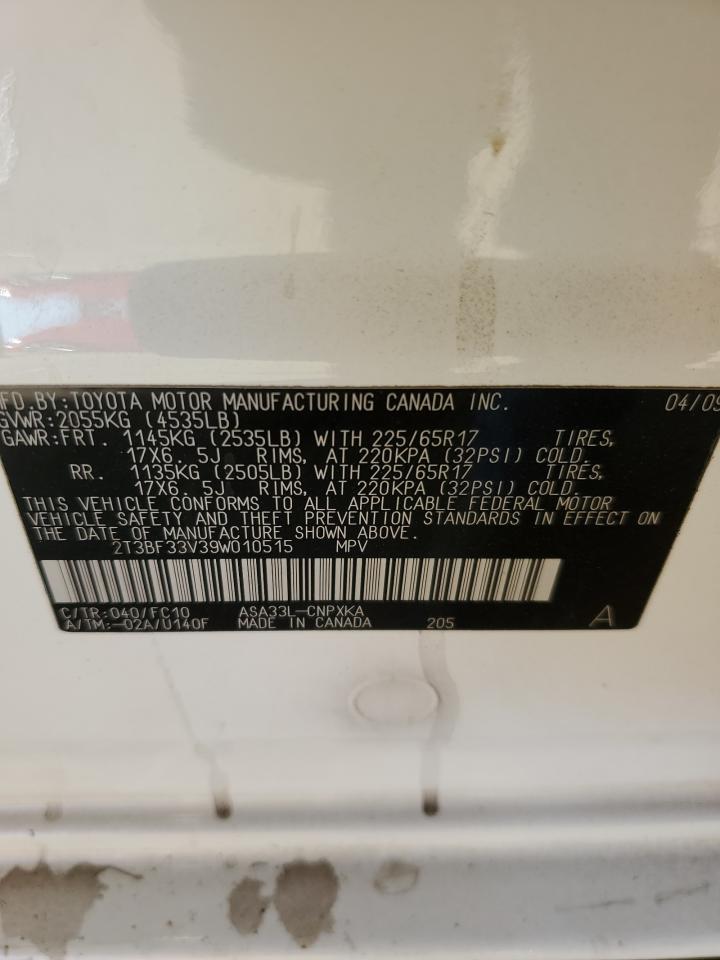 MFD.BY:TOYOTA MOTOR MANUFACTURING CANADA INC. 04/09
GVWR:2055KG (4535LB)
GAWR:FRT. 1145KG (2535LB) WITH 225/65R17 TIRES,
17X6.5J RIMS, AT 220KPA (32PSI) COLD.
RR. 1135KG (2505LB) WITH 225/65R17 TIRES,
17X6.5J RIMS, AT 220KPA (32PSI) COLD.
THIS VEHICLE CONFORMS TO ALL APPLICABLE FEDERAL MOTOR
VEHICLE SAFETY AND THEFT PREVENTION STANDARDS IN EFFECT ON
THE DATE OF MANUFACTURE SHOWN ABOVE.
2T3BF33V39W010515 MPV
C/TR:040/FC10 ASA33L-CNPXKA
A/TM:-02A/U140F MADE IN CANADA 205 A